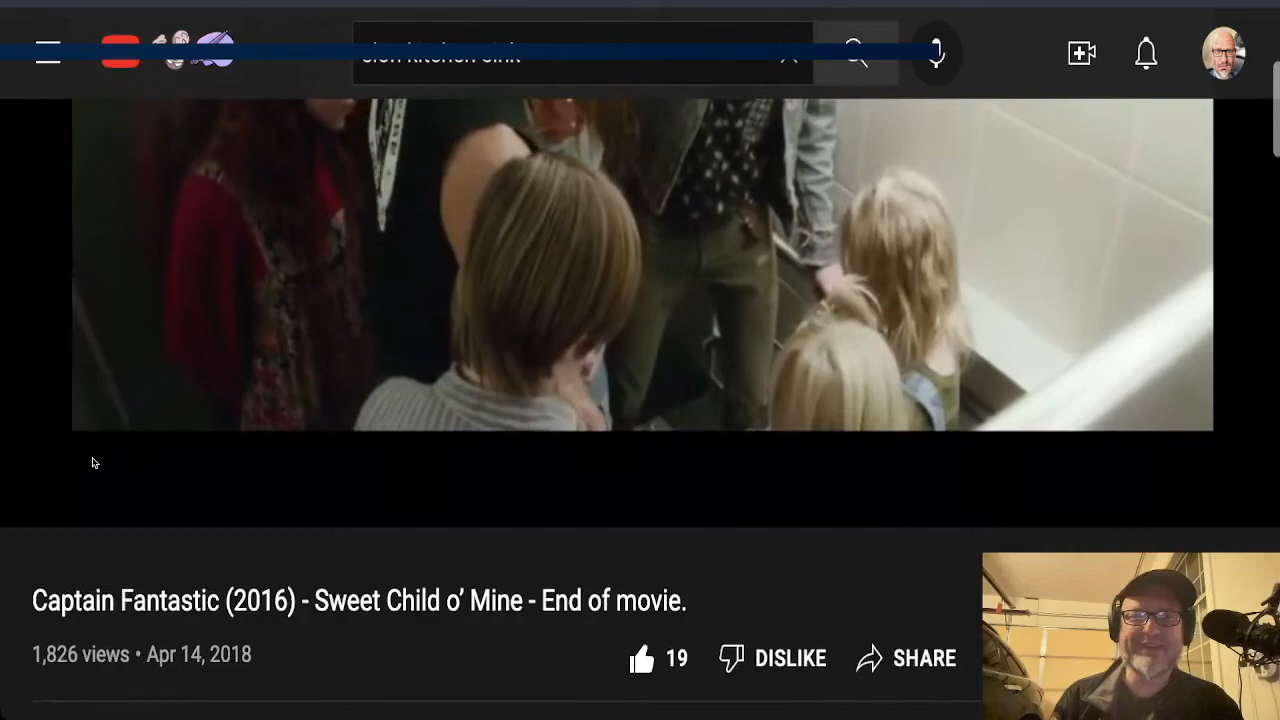 Captain Fantastic (2016) - Sweet Child o' Mine - End of movie.
1,826 views • Apr 14, 2018
19 DISLIKE SHARE